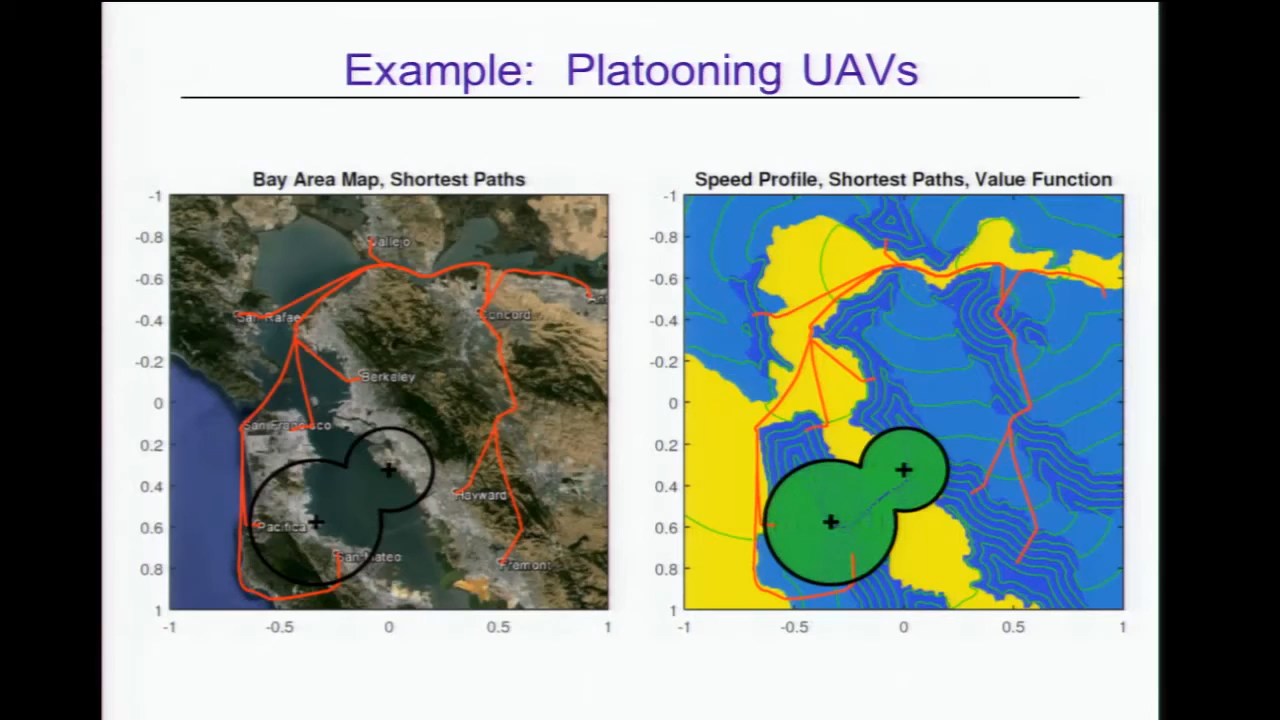 Example: Platooning UAVs
Bay Area Map, Shortest Paths
-1
-0.8
-0.6
-0.4
-0.2
0
0.2
0.4
0.6
0.8
1
-1
-0.5
0
0.5
1
Vallejo
San Rafael
Concord
Berkeley
San Francisco
Hayward
Pacifica
San Mateo
Fremont
Speed Profile, Shortest Paths, Value Function
-1
-0.8
-0.6
-0.4
-0.2
0
0.2
0.4
0.6
0.8
1
-1
-0.5
0
0.5
1